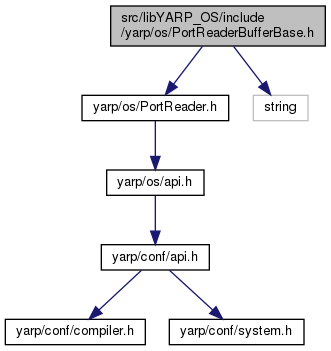 src/libYARP_OS/include
/yarp/os/PortReaderBufferBase.h
yarp/os/PortReader.h
string
yarp/os/api.h
yarp/conf/api.h
yarp/conf/compiler.h
yarp/conf/system.h